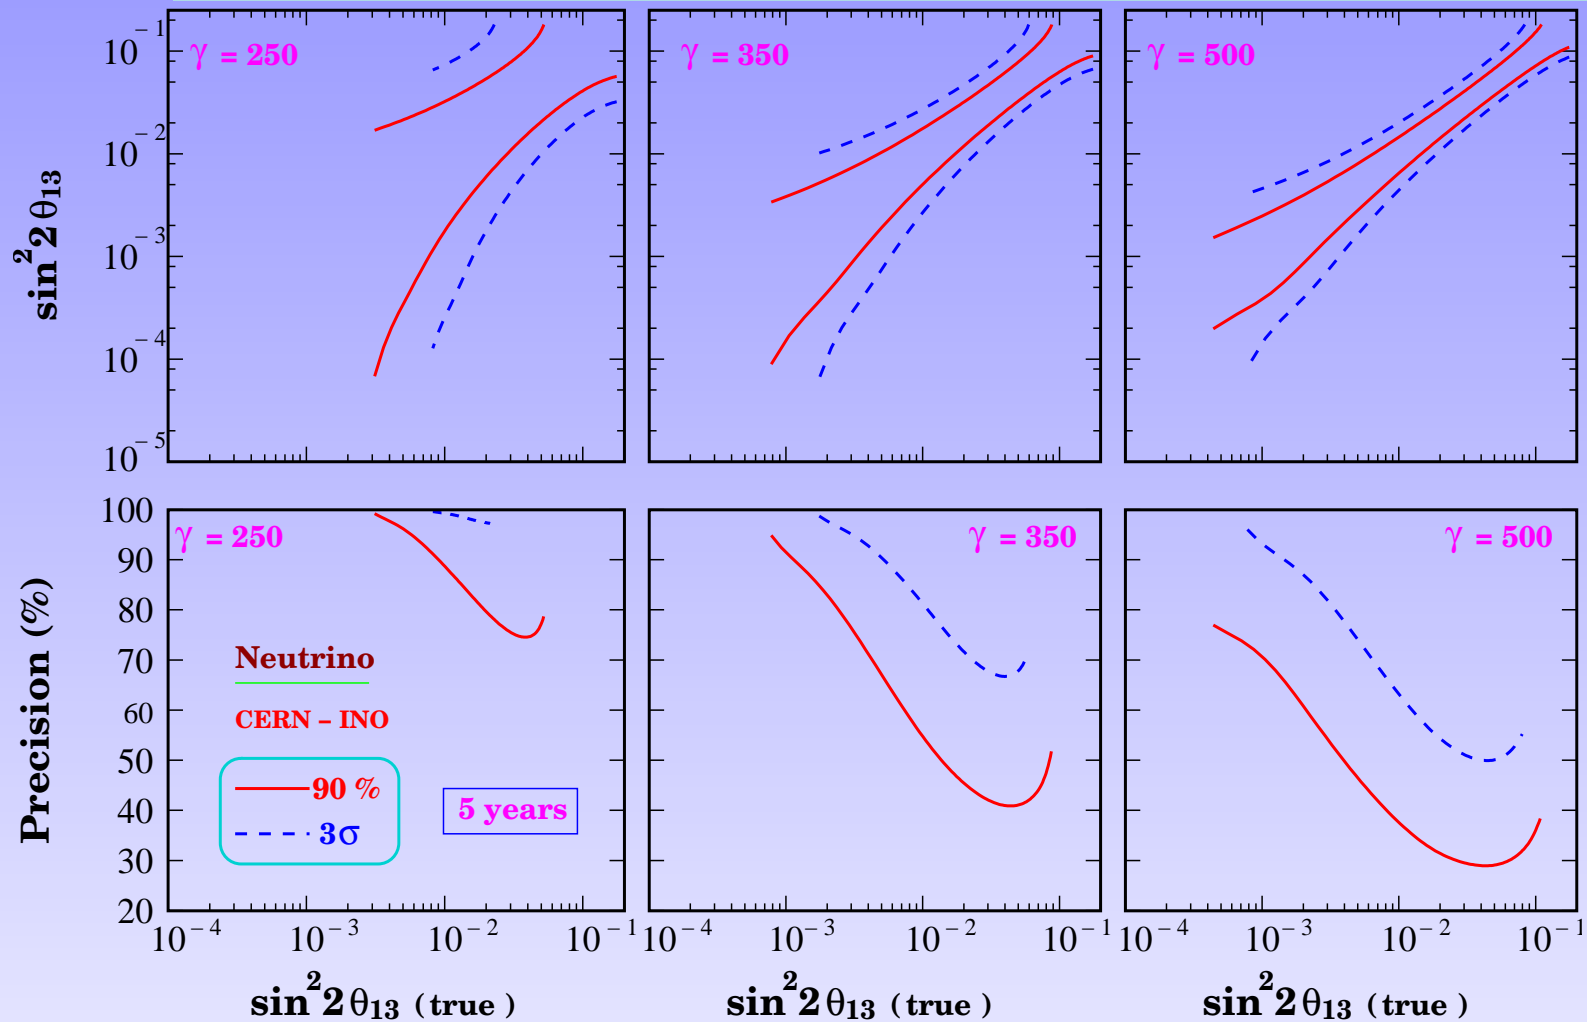 sin²2θ₁₃
10⁻¹
10⁻²
10⁻³
10⁻⁴
10⁻⁵
γ = 250
γ = 350
γ = 500
Precision (%)
100
90
80
70
60
50
40
30
20
γ = 250
γ = 350
γ = 500
Neutrino
CERN – INO
90 %
3σ
5 years
10⁻⁴ 10⁻³ 10⁻² 10⁻¹ 10⁻⁴ 10⁻³ 10⁻² 10⁻¹ 10⁻⁴ 10⁻³ 10⁻² 10⁻¹
sin²2θ₁₃ (true) sin²2θ₁₃ (true) sin²2θ₁₃ (true)